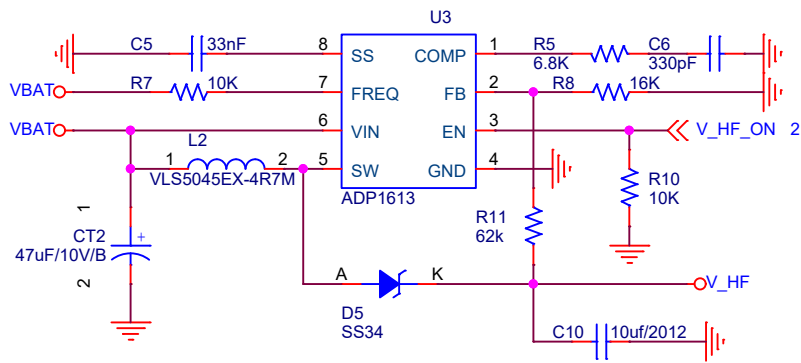 U3
C5 33nF 8 SS COMP 1 R5 6.8K C6 330pF
VBAT R7 10K 7 FREQ FB 2 R8 16K
VBAT 6 VIN EN 3 V_HF_ON 2
L2
1 2 5 SW GND 4
VLS5045EX-4R7M ADP1613
R10
10K
R11
62k
1
CT2 +
47uF/10V/B
2
A K V_HF
D5
SS34
C10 10uf/2012